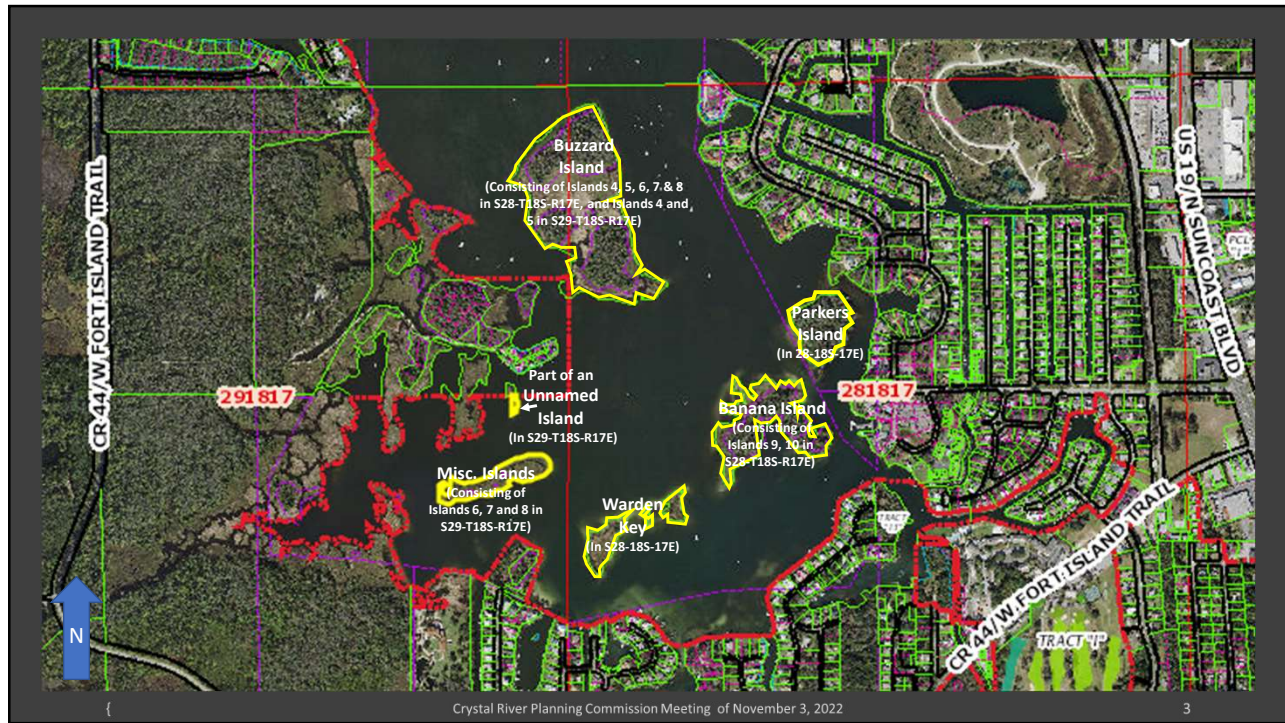 Buzzard
Island
(Consisting of Islands 4, 5, 6, 7 & 8
in S28-T18S-R17E, and Islands 4 and
5 in S29-T18S-R17E)
CR 44/W. FORT ISLAND TRAIL
US 19/N SUNCOAST BLVD
PCL
Parkers
Island
(In 28-18S-17E)
Part of an
Unnamed
Island
(In S29-T18S-R17E)
291817
281817
Banana Island
(Consisting of
Islands 9, 10 in
S28-T18S-R17E)
Misc. Islands
(Consisting of
Islands 6, 7 and 8 in
S29-T18S-R17E)
Warden
Key
(In S28-18S-17E)
TRACT
CR 44/W. FORT ISLAND TRAIL
TRACT "I"
N
{
Crystal River Planning Commission Meeting of November 3, 2022
3